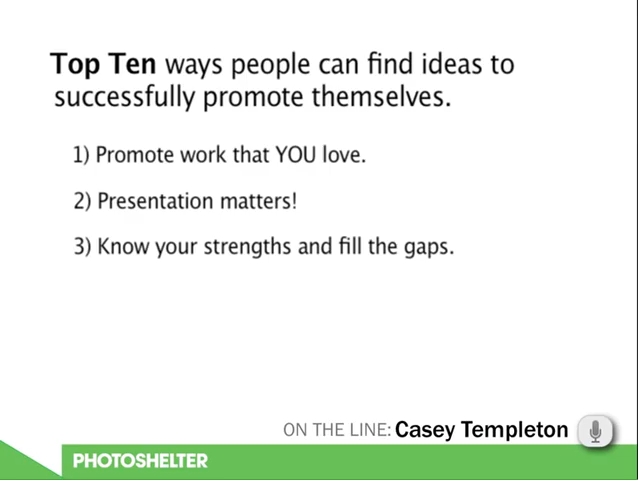 Top Ten ways people can find ideas to
successfully promote themselves.
1) Promote work that YOU love.
2) Presentation matters!
3) Know your strengths and fill the gaps.
ON THE LINE: Casey Templeton
PHOTOSHELTER